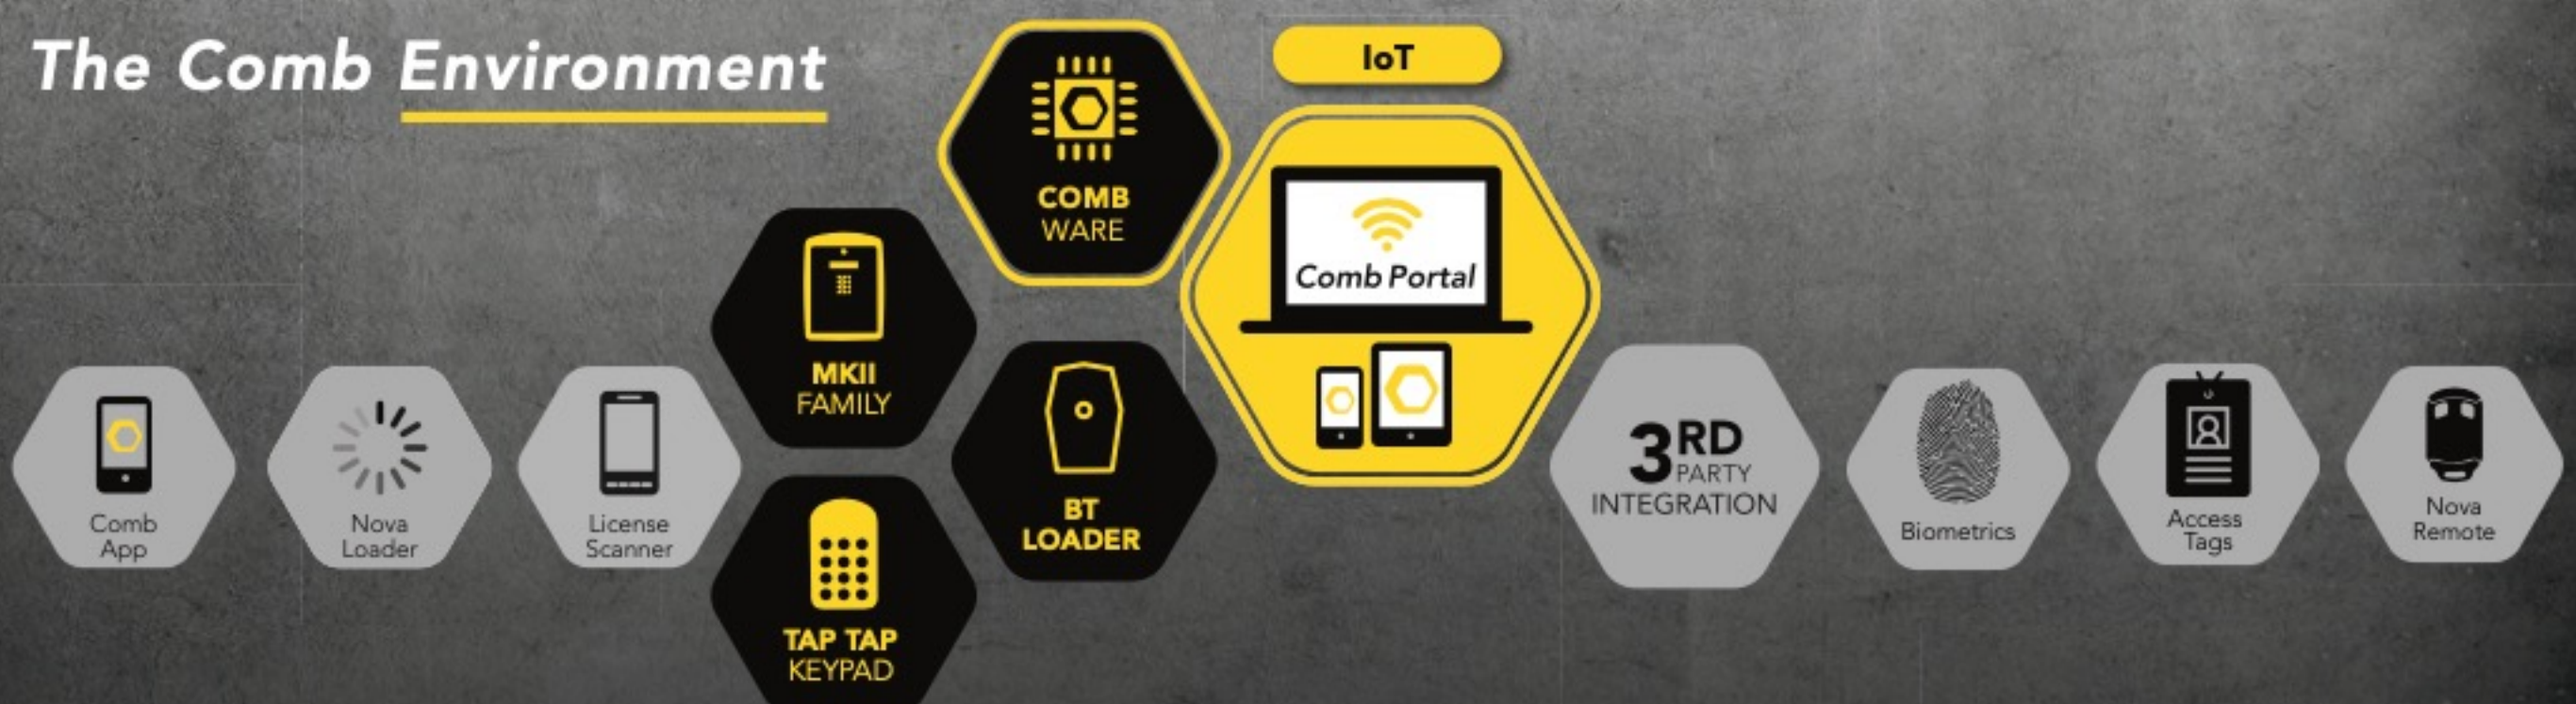 The Comb Environment
COMB
WARE
IoT
Comb Portal
MKII
FAMILY
BT
LOADER
TAP TAP
KEYPAD
Comb
App
Nova
Loader
License
Scanner
3RD
PARTY
INTEGRATION
Biometrics
Access
Tags
Nova
Remote